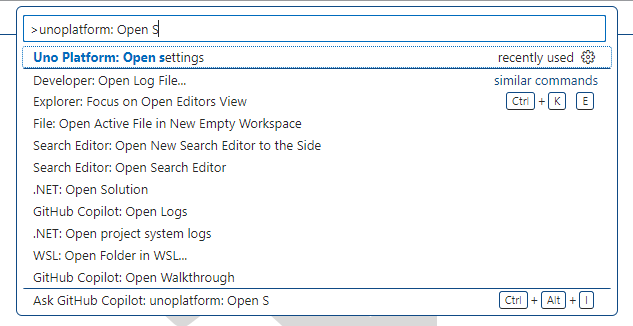 >unoplatform: Open S
Uno Platform: Open settings recently used
Developer: Open Log File... similar commands
Explorer: Focus on Open Editors View Ctrl + K E
File: Open Active File in New Empty Workspace
Search Editor: Open New Search Editor to the Side
Search Editor: Open Search Editor
.NET: Open Solution
GitHub Copilot: Open Logs
.NET: Open project system logs
WSL: Open Folder in WSL...
GitHub Copilot: Open Walkthrough
Ask GitHub Copilot: unoplatform: Open S Ctrl + Alt + I